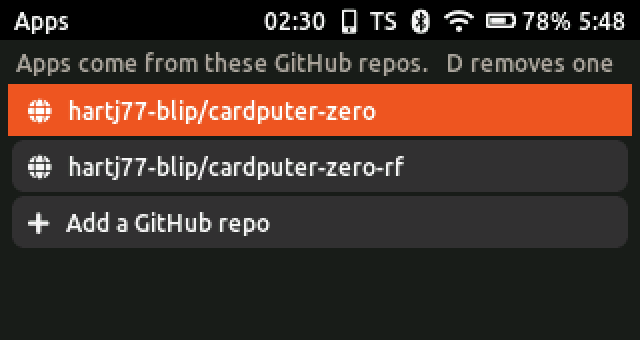 Apps 02:30 TS 78% 5:48
Apps come from these GitHub repos. D removes one
hartj77-blip/cardputer-zero
hartj77-blip/cardputer-zero-rf
Add a GitHub repo